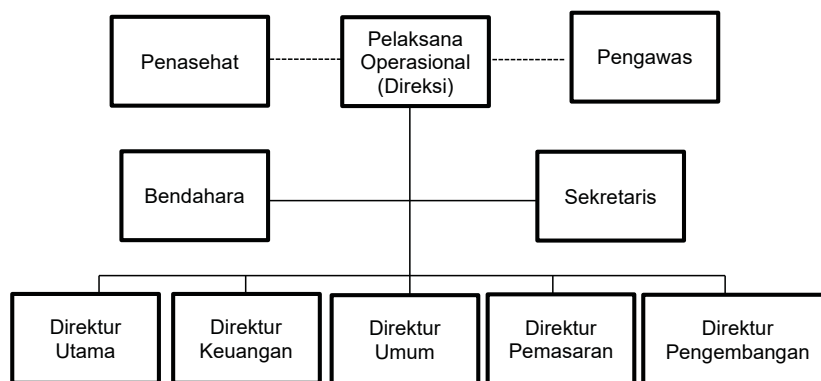 Penasehat
Pelaksana
Operasional
(Direksi)
Pengawas
Bendahara
Sekretaris
Direktur
Utama
Direktur
Keuangan
Direktur
Umum
Direktur
Pemasaran
Direktur
Pengembangan